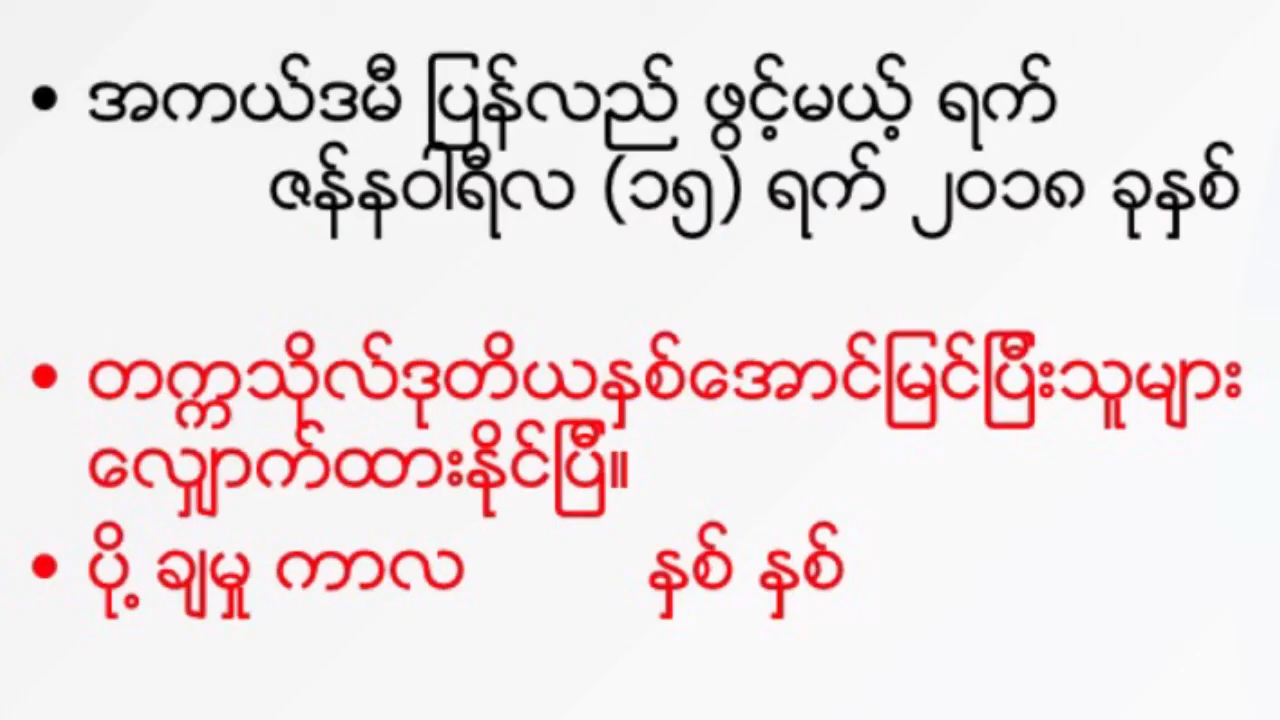 • အကယ်ဒမီ ပြန်လည် ဖွင့်မယ့် ရက်
ဇန်နဝါရီလ (၁၅) ရက် ၂၀၁၈ ခုနှစ်
• တက္ကသိုလ်ဒုတိယနှစ်အောင်မြင်ပြီးသူများ
လျှောက်ထားနိုင်ပြီ။
• ပို့ ချမှု ကာလ နှစ် နှစ်